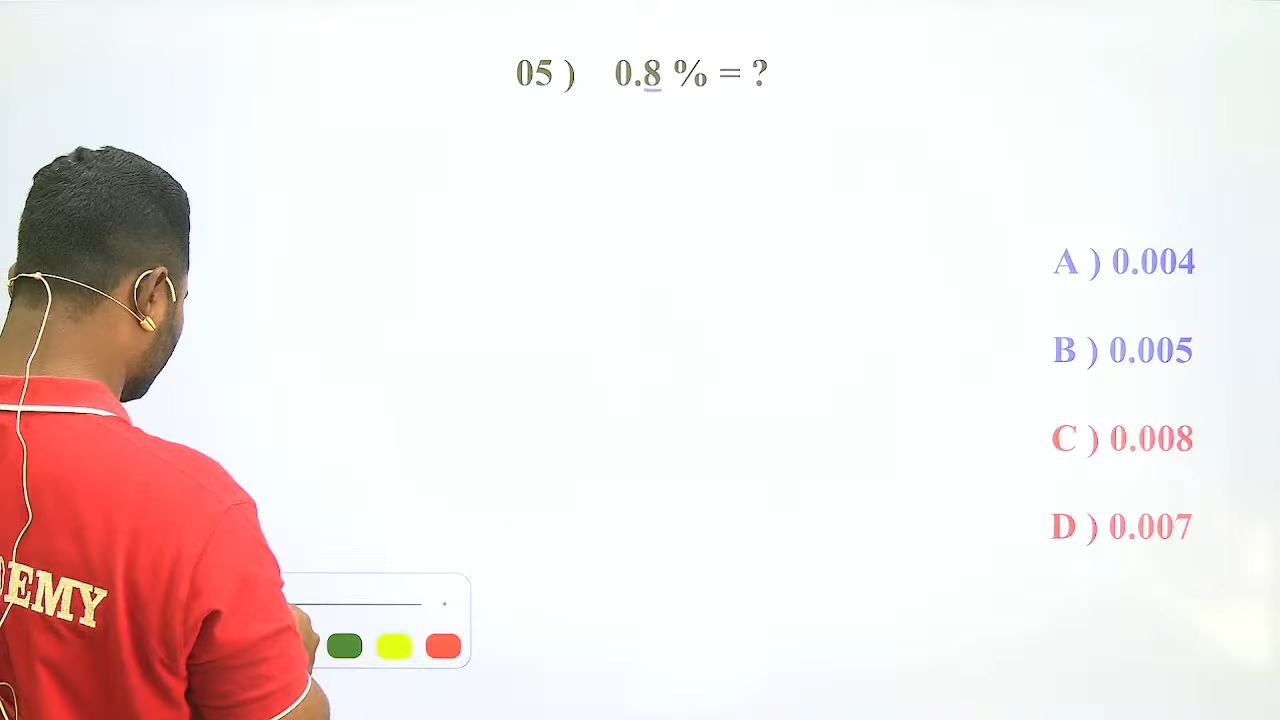 05 ) 0.8 % = ?
A ) 0.004
B ) 0.005
C ) 0.008
D ) 0.007
EMY